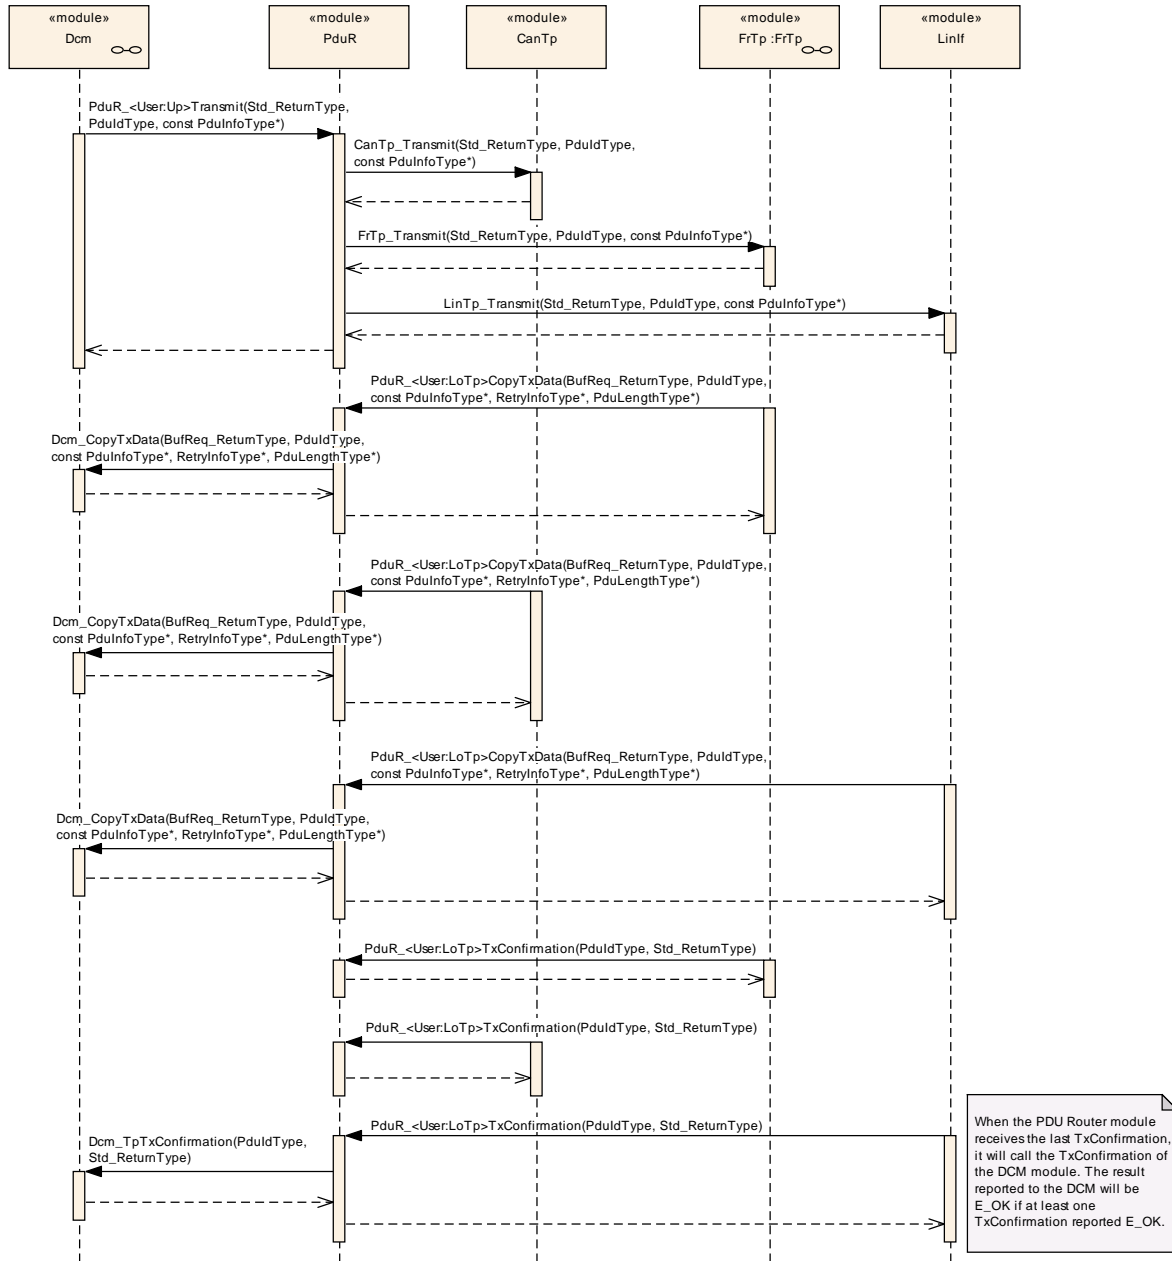 «module»
Dcm
«module»
PduR
«module»
CanTp
«module»
FrTp :FrTp
«module»
LinIf
PduR_<User:Up>Transmit(Std_ReturnType,
PduIdType, const PduInfoType*)
CanTp_Transmit(Std_ReturnType, PduIdType,
const PduInfoType*)
FrTp_Transmit(Std_ReturnType, PduIdType, const PduInfoType*)
LinTp_Transmit(Std_ReturnType, PduIdType, const PduInfoType*)
PduR_<User:LoTp>CopyTxData(BufReq_ReturnType, PduIdType,
const PduInfoType*, RetryInfoType*, PduLengthType*)
Dcm_CopyTxData(BufReq_ReturnType, PduIdType,
const PduInfoType*, RetryInfoType*, PduLengthType*)
PduR_<User:LoTp>CopyTxData(BufReq_ReturnType, PduIdType,
const PduInfoType*, RetryInfoType*, PduLengthType*)
Dcm_CopyTxData(BufReq_ReturnType, PduIdType,
const PduInfoType*, RetryInfoType*, PduLengthType*)
PduR_<User:LoTp>CopyTxData(BufReq_ReturnType, PduIdType,
const PduInfoType*, RetryInfoType*, PduLengthType*)
Dcm_CopyTxData(BufReq_ReturnType, PduIdType,
const PduInfoType*, RetryInfoType*, PduLengthType*)
PduR_<User:LoTp>TxConfirmation(PduIdType, Std_ReturnType)
PduR_<User:LoTp>TxConfirmation(PduIdType, Std_ReturnType)
PduR_<User:LoTp>TxConfirmation(PduIdType, Std_ReturnType)
Dcm_TpTxConfirmation(PduIdType,
Std_ReturnType)
When the PDU Router module
receives the last TxConfirmation,
it will call the TxConfirmation of
the DCM module. The result
reported to the DCM will be
E_OK if at least one
TxConfirmation reported E_OK.